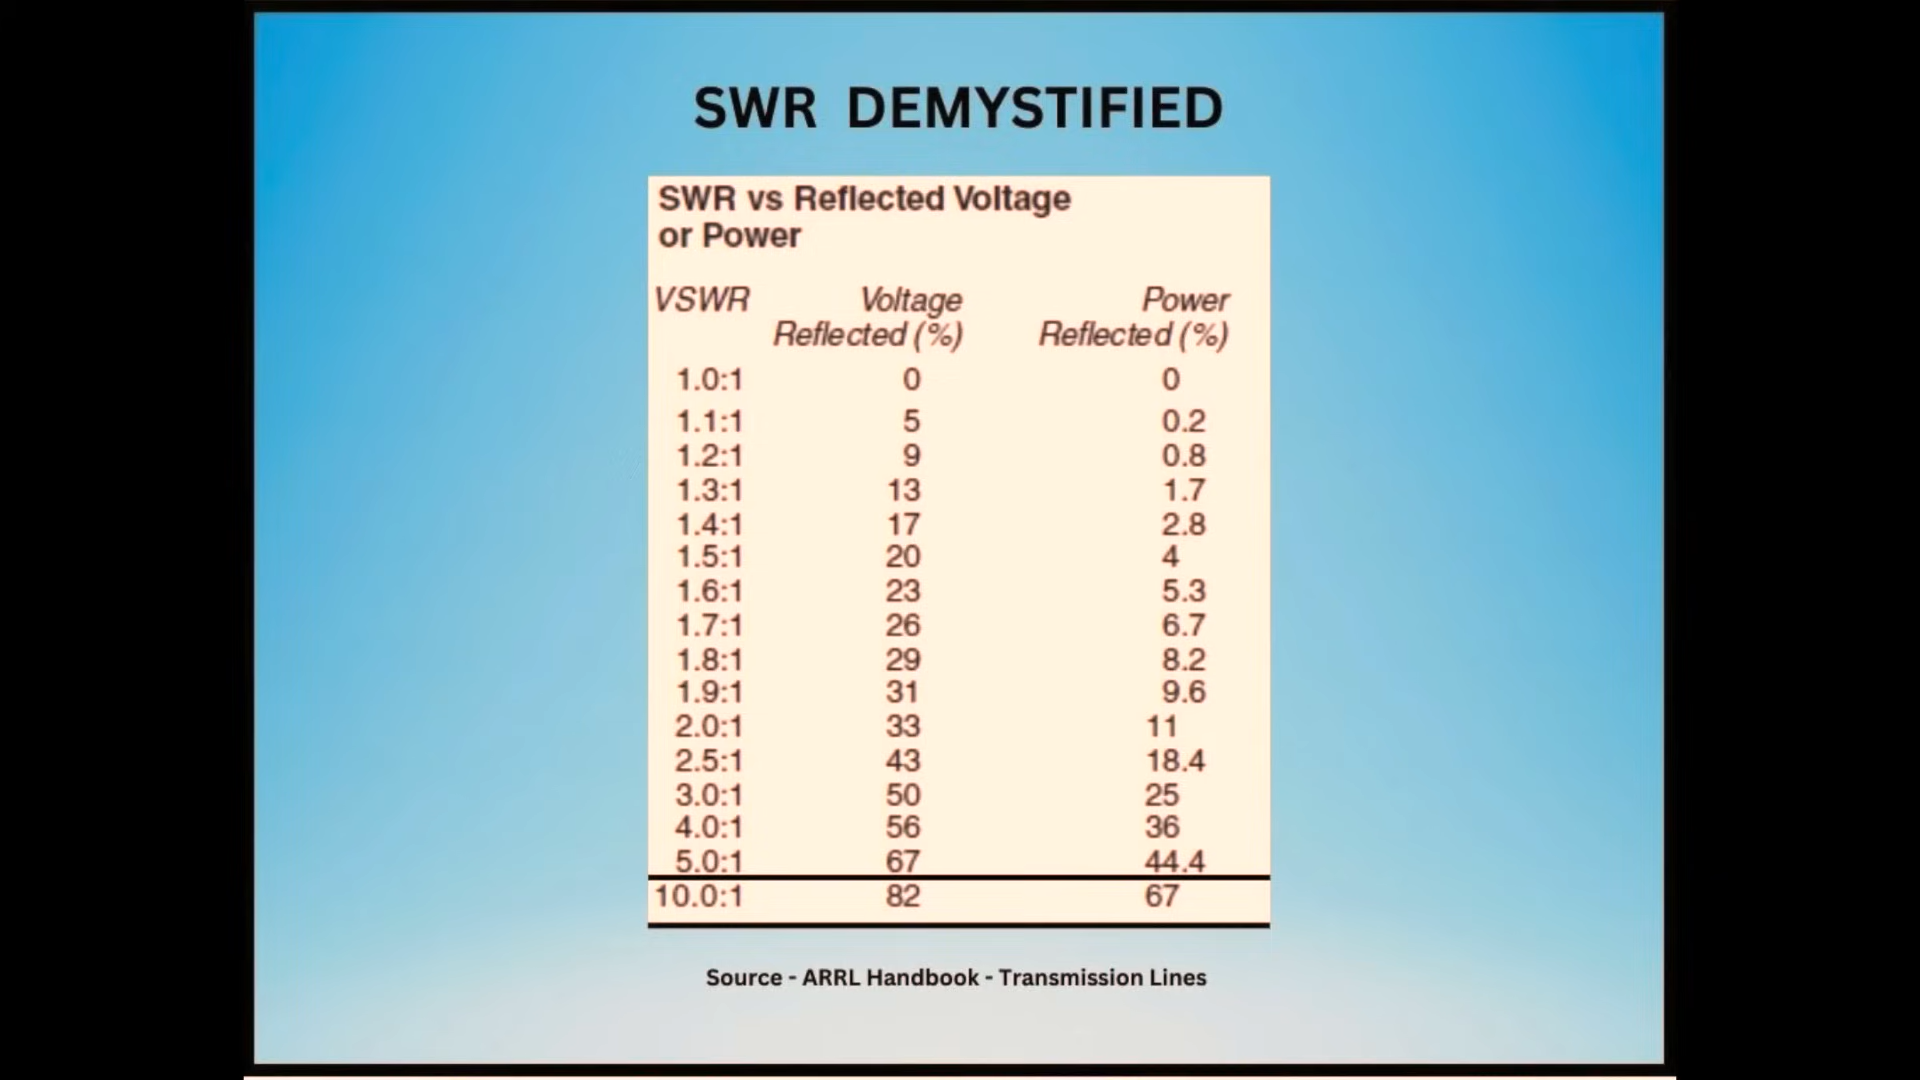 SWR DEMYSTIFIED
SWR vs Reflected Voltage
or Power
VSWR Voltage Power
Reflected (%) Reflected (%)
1.0:1 0 0
1.1:1 5 0.2
1.2:1 9 0.8
1.3:1 13 1.7
1.4:1 17 2.8
1.5:1 20 4
1.6:1 23 5.3
1.7:1 26 6.7
1.8:1 29 8.2
1.9:1 31 9.6
2.0:1 33 11
2.5:1 43 18.4
3.0:1 50 25
4.0:1 56 36
5.0:1 67 44.4
10.0:1 82 67
Source - ARRL Handbook - Transmission Lines